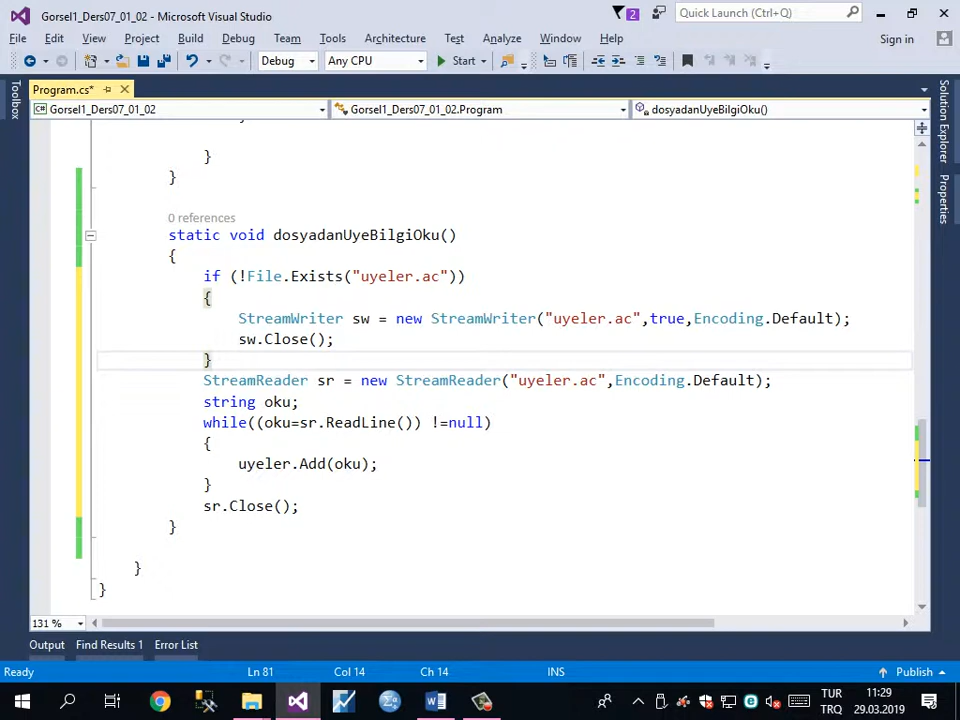 Gorsel1_Ders07_01_02 - Microsoft Visual Studio
2
Quick Launch (Ctrl+Q)
File Edit View Project Build Debug Team Tools Architecture Test Analyze Window Help
Sign in
Debug Any CPU Start
Program.cs*
Toolbox
Solution Explorer
Properties
Gorsel1_Ders07_01_02 Gorsel1_Ders07_01_02.Program dosyadanUyeBilgiOku()
}
}
0 references
static void dosyadanUyeBilgiOku()
{
if (!File.Exists("uyeler.ac"))
{
StreamWriter sw = new StreamWriter("uyeler.ac",true,Encoding.Default);
sw.Close();
}
StreamReader sr = new StreamReader("uyeler.ac",Encoding.Default);
string oku;
while((oku=sr.ReadLine()) !=null)
{
uyeler.Add(oku);
}
sr.Close();
}
}
}
131 %
Output Find Results 1 Error List
Ready Ln 81 Col 14 Ch 14 INS Publish
TUR 11:29
TRQ 29.03.2019